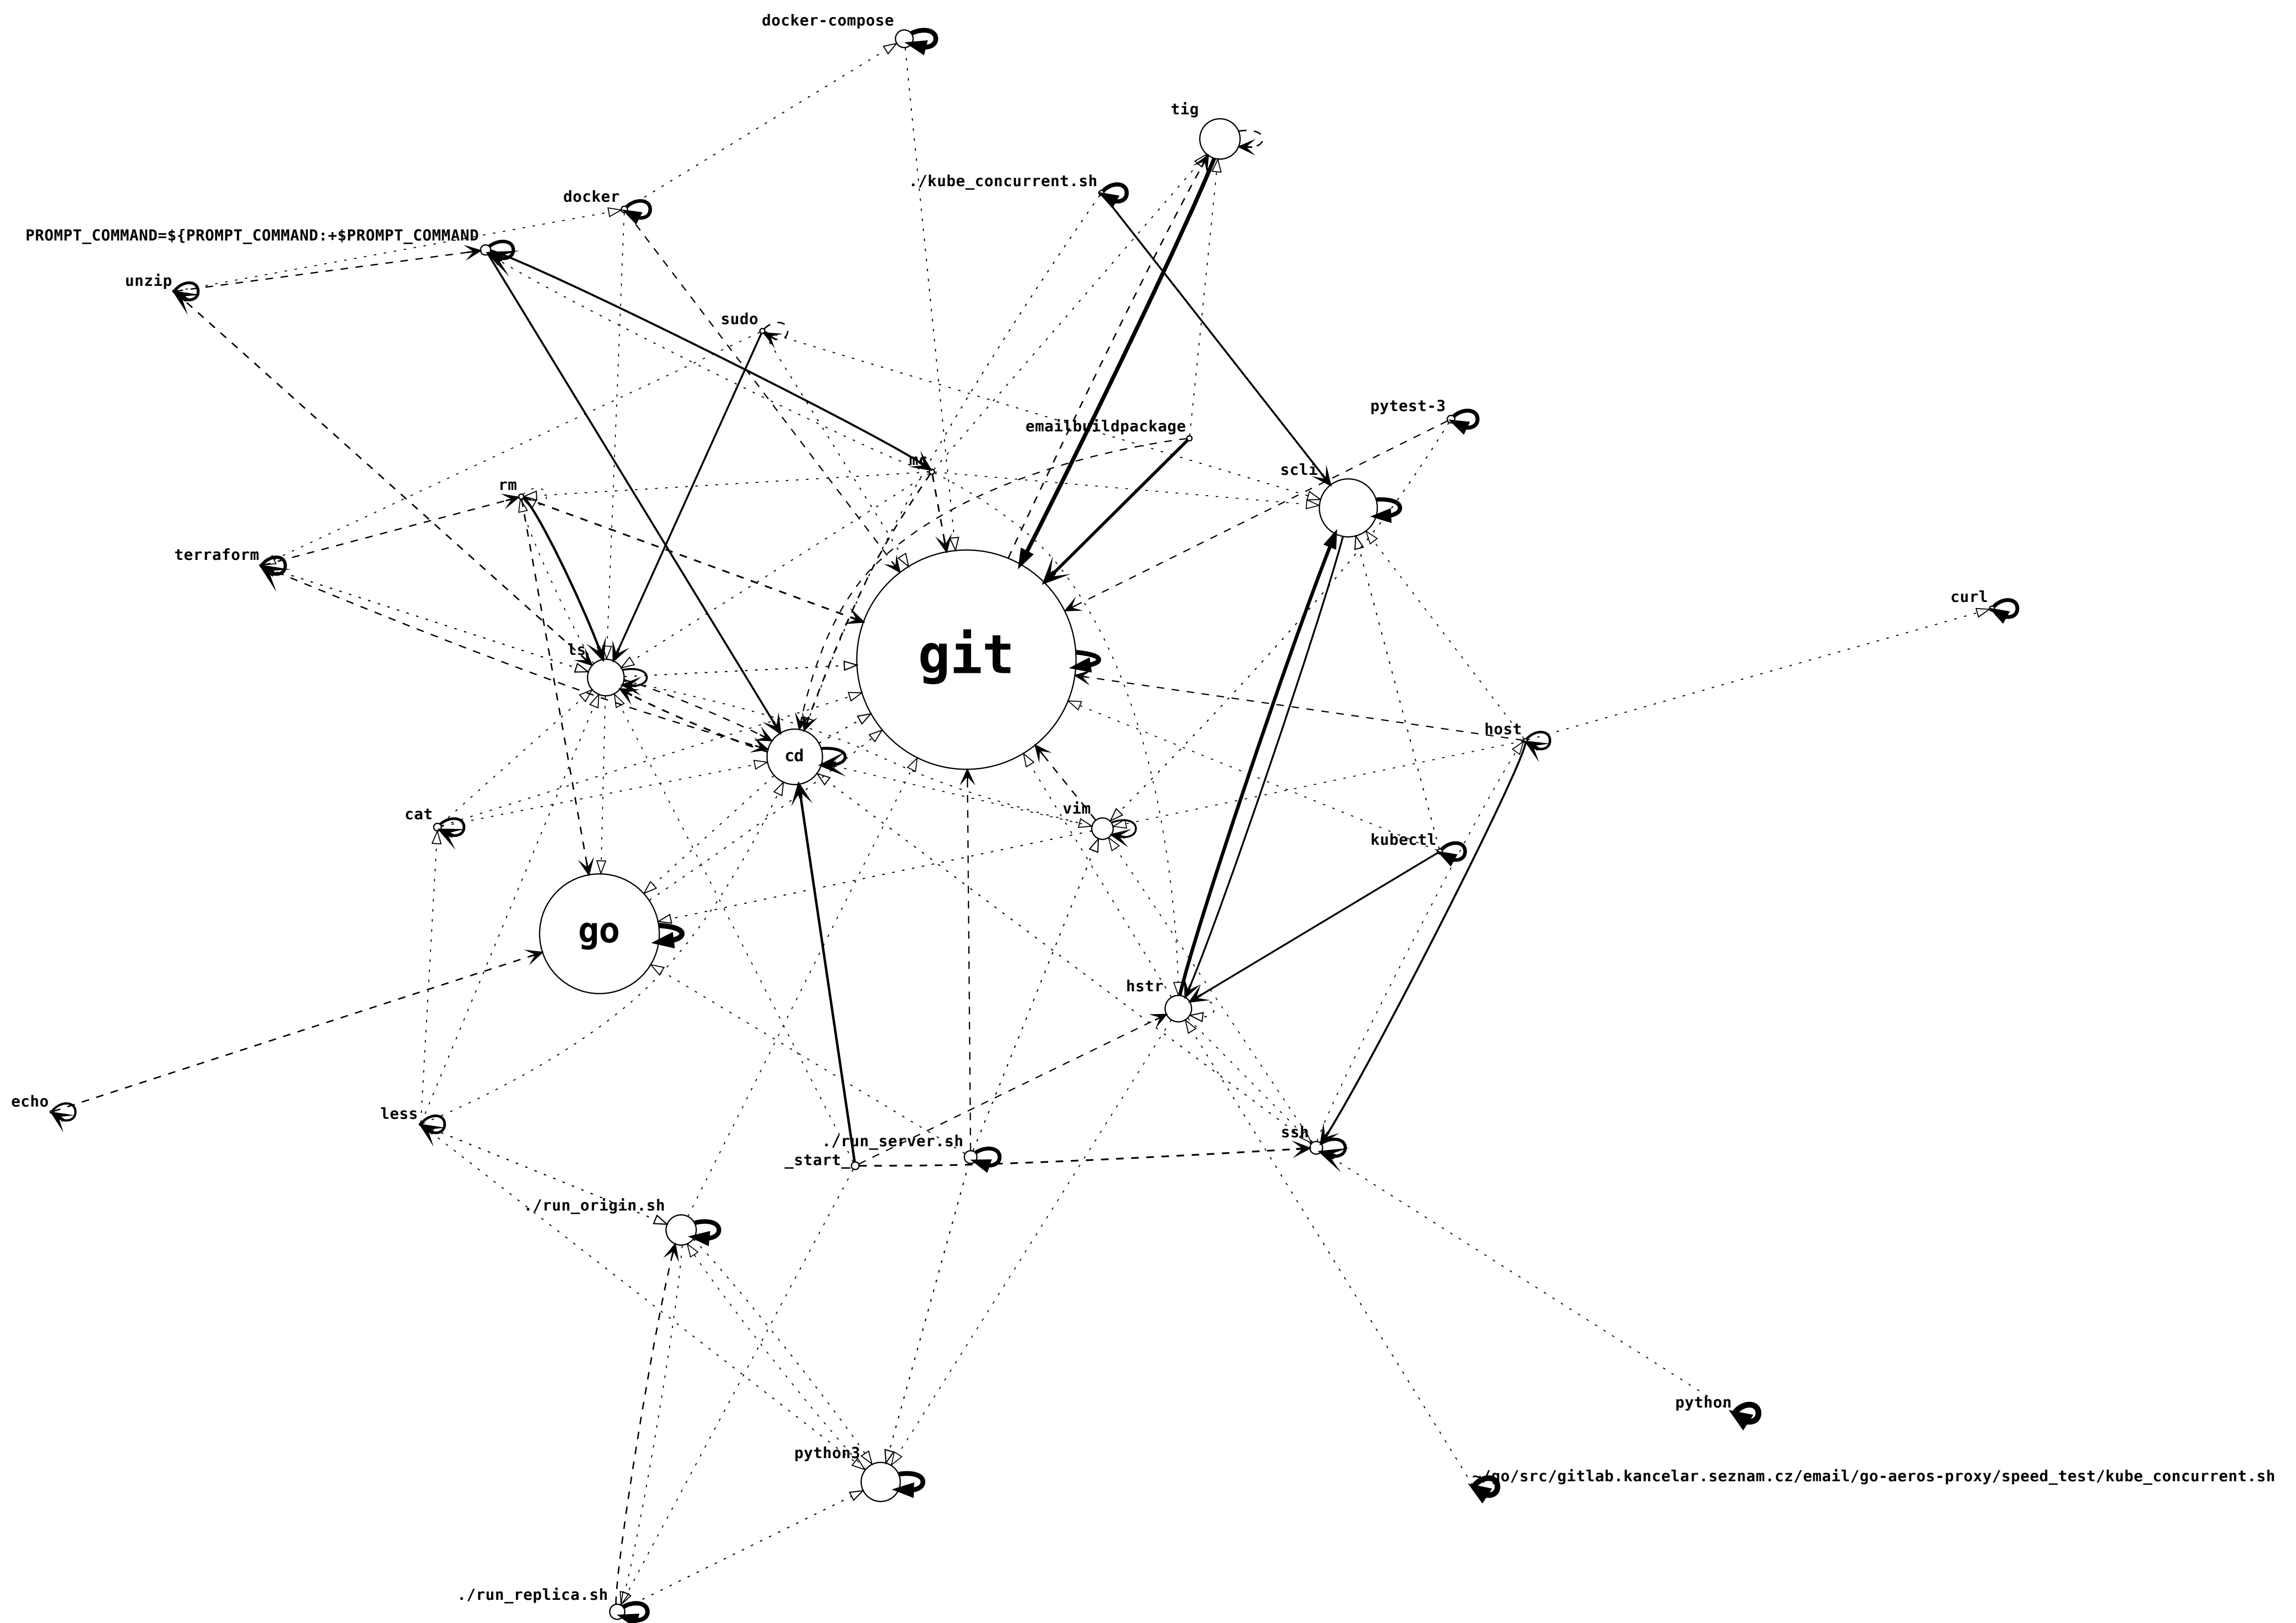 docker-compose
tig
./kube_concurrent.sh
docker
PROMPT_COMMAND=${PROMPT_COMMAND:+$PROMPT_COMMAND
unzip
sudo
pytest-3
emailbuildpackage
mc
scli
rm
terraform
curl
ls
git
host
cd
vim
cat
kubectl
go
hstr
echo
less
ssh
./run_server.sh
_start_
./run_origin.sh
python
python3
~/go/src/gitlab.kancelar.seznam.cz/email/go-aeros-proxy/speed_test/kube_concurrent.sh
./run_replica.sh